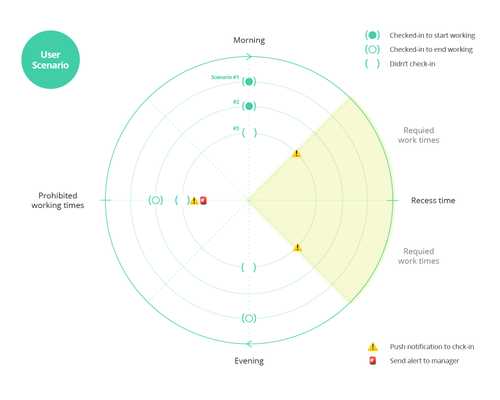 User
Scenario
Morning
Checked-in to start working
Checked-in to end working
Didn't check-in
Scenario #1
#2
#3
Requied
work times
Prohibited
working times
Recess time
Requied
work times
Evening
Push notification to chck-in
Send alert to manager